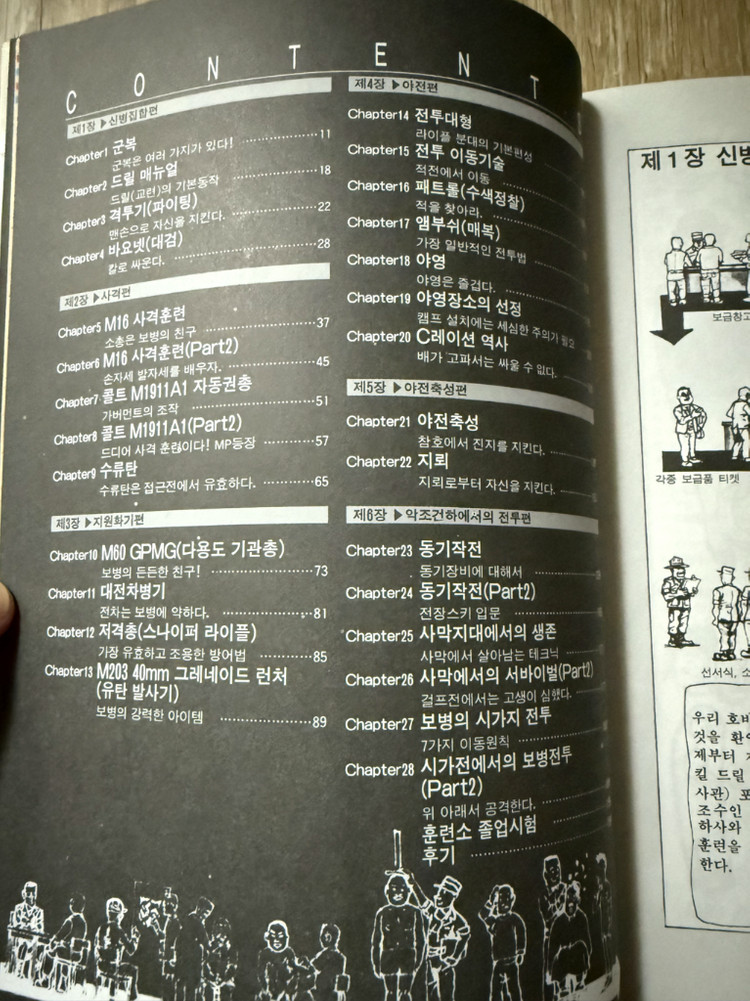 CONTENT
제1장 ▶신병집합편
Chapter1 군복
군복은 여러 가지가 있다! 11
Chapter2 드릴 매뉴얼
드릴(교련)의 기본동작 18
Chapter3 격투기(파이팅)
맨손으로 자신을 지킨다. 22
Chapter4 바요넷(대검)
칼로 싸운다. 28
제2장 ▶사격편
Chapter5 M16 사격훈련
소총은 보병의 친구 37
Chapter6 M16 사격훈련(Part2)
손자세 발자세를 배우자. 45
Chapter7 콜트 M1911A1 자동권총
가버먼트의 조작 51
Chapter8 콜트 M1911A1(Part2)
드디어 사격 훈련이다! MP등장 57
Chapter9 수류탄
수류탄은 접근전에서 유효하다. 65
제3장 ▶지원화기편
Chapter10 M60 GPMG(다용도 기관총)
보병의 든든한 친구! 73
Chapter11 대전차병기
전차는 보병에 약하다. 81
Chapter12 저격총(스나이퍼 라이플)
가장 유효하고 조용한 방어법 85
Chapter13 M203 40mm 그레네이드 런처
(유탄 발사기)
보병의 강력한 아이템 89
제4장 ▶야전편
Chapter14 전투대형
라이플 분대의 기본편성
Chapter15 전투 이동기술
적전에서 이동
Chapter16 패트롤(수색정찰)
적을 찾아라.
Chapter17 앰부쉬(매복)
가장 일반적인 전투법
Chapter18 야영
야영은 즐겁다.
Chapter19 야영장소의 선정
캠프 설치에는 세심한 주의가 필요
Chapter20 C레이션 역사
배가 고파서는 싸울 수 없다.
제5장 ▶야전축성편
Chapter21 야전축성
참호에서 진지를 지킨다.
Chapter22 지뢰
지뢰로부터 자신을 지킨다.
제6장 ▶악조건하에서의 전투편
Chapter23 동기작전
동기장비에 대해서
Chapter24 동기작전(Part2)
전장스키 입문
Chapter25 사막지대에서의 생존
사막에서 살아남는 테크닉
Chapter26 사막에서의 서바이벌(Part2)
걸프전에서는 고생이 심했다.
Chapter27 보병의 시가지 전투
7가지 이동원칙
Chapter28 시가전에서의 보병전투
(Part2)
위 아래서 공격한다.
훈련소 졸업시험
후기
제1장 신병
보금창고
각종 보급품 티켓
선서식, 소
우리 호
것을 환
제부터
킬 드릴
사관)
조수인
하사와
훈련을
한다.